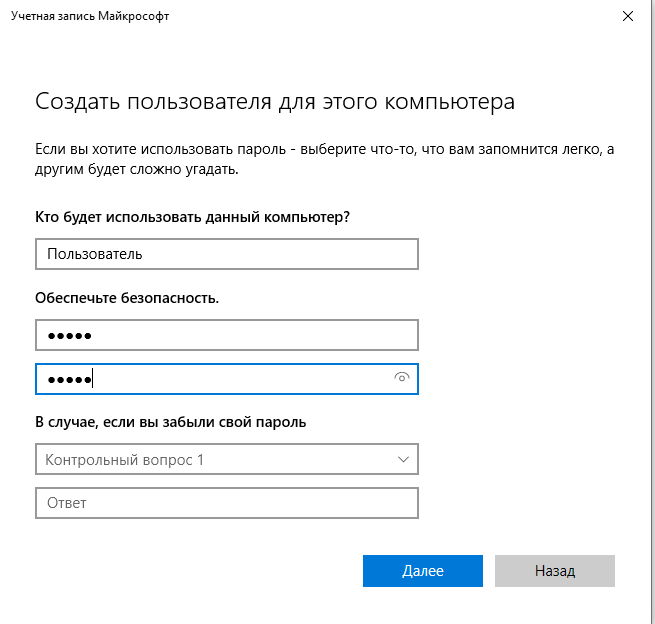 Учетная запись Майкрософт
Создать пользователя для этого компьютера
Если вы хотите использовать пароль - выберите что-то, что вам запомнится легко, а
другим будет сложно угадать.
Кто будет использовать данный компьютер?
Пользователь
Обеспечьте безопасность.
●●●●●
●●●●●
В случае, если вы забыли свой пароль
Контрольный вопрос 1
Ответ
Далее
Назад